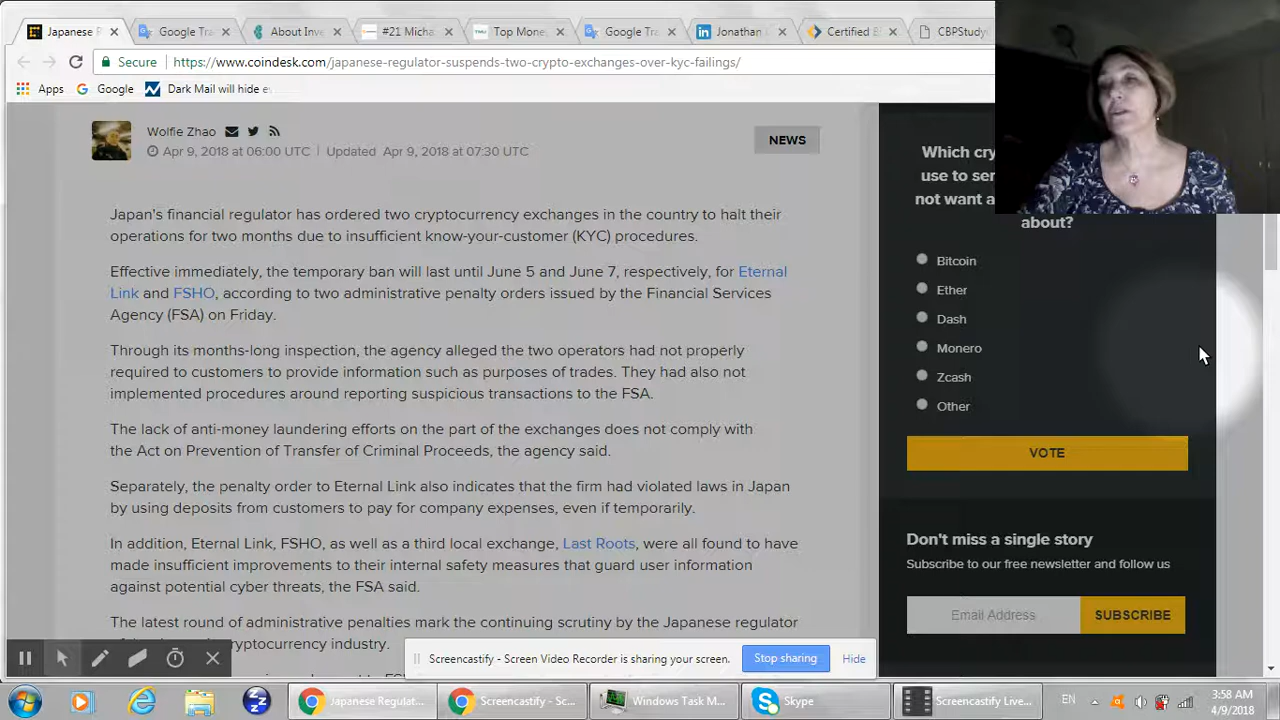 Japanese R
Google Tra
About Inve
#21 Micha
Top Money
Google Tra
Jonathan
Certified B
CBPStudy
Secure https://www.coindesk.com/japanese-regulator-suspends-two-crypto-exchanges-over-kyc-failings/
Apps Google Dark Mail will hide e
Wolfie Zhao
Apr 9, 2018 at 06:00 UTC | Updated Apr 9, 2018 at 07:30 UTC
NEWS
Japan's financial regulator has ordered two cryptocurrency exchanges in the country to halt their
operations for two months due to insufficient know-your-customer (KYC) procedures.
Effective immediately, the temporary ban will last until June 5 and June 7, respectively, for Eternal
Link and FSHO, according to two administrative penalty orders issued by the Financial Services
Agency (FSA) on Friday.
Through its months-long inspection, the agency alleged the two operators had not properly
required to customers to provide information such as purposes of trades. They had also not
implemented procedures around reporting suspicious transactions to the FSA.
The lack of anti-money laundering efforts on the part of the exchanges does not comply with
the Act on Prevention of Transfer of Criminal Proceeds, the agency said.
Separately, the penalty order to Eternal Link also indicates that the firm had violated laws in Japan
by using deposits from customers to pay for company expenses, even if temporarily.
In addition, Eternal Link, FSHO, as well as a third local exchange, Last Roots, were all found to have
made insufficient improvements to their internal safety measures that guard user information
against potential cyber threats, the FSA said.
The latest round of administrative penalties mark the continuing scrutiny by the Japanese regulator
cryptocurrency industry.
Which cry
use to se
not want a
about?
Bitcoin
Ether
Dash
Monero
Zcash
Other
VOTE
Don't miss a single story
Subscribe to our free newsletter and follow us
Email Address SUBSCRIBE
Screencastify - Screen Video Recorder is sharing your screen. Stop sharing Hide
Japanese Regulat...
Screencastify - Sc...
Windows Task M...
Skype
Screencastify Live...
EN
3:58 AM
4/9/2018